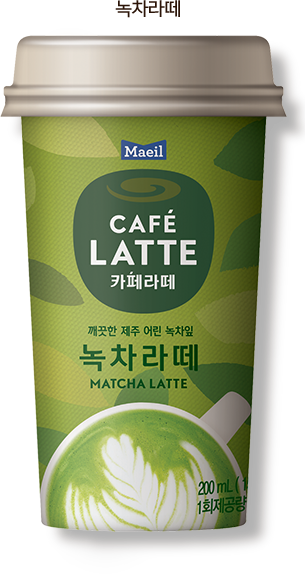 녹차라떼
Maeil
CAFÉ
LATTE
카페라떼
깨끗한 제주 어린 녹차잎
녹차라떼
MATCHA LATTE
200 mL (
1회제공량